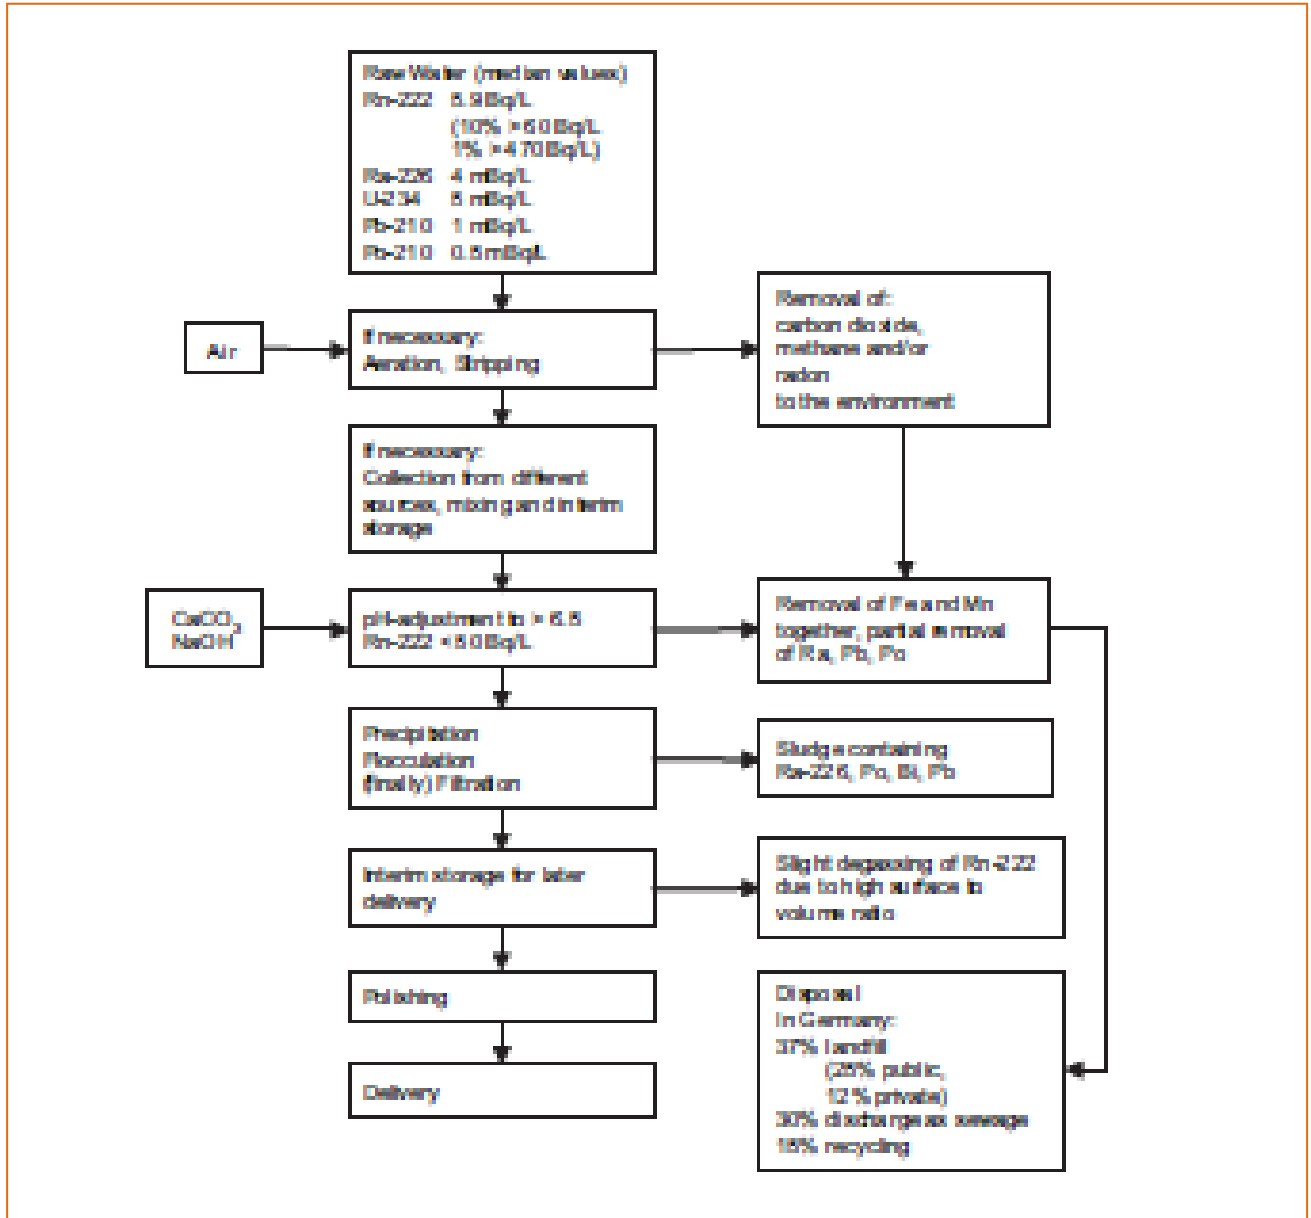 Raw Water (median values)
Rn-222 5.9 Bq/L
(10% >60 Bq/L
1% >470 Bq/L)
Ra-226 4 mBq/L
U-234 5 mBq/L
Pb-210 1 mBq/L
0.5 mBq/L
Air
If necessary:
Aeration, Stripping
Removal of:
carbon dioxide,
methane and/or
radon
to the environment
If necessary:
Collection from different
sources, mixing and interim
storage
CaCO3
NaOH
pH-adjustment to > 6.5
Rn-222 <50 Bq/L
Removal of Fe and Mn
together, partial removal
of Ra, Pb, Po
Precipitation
Flocculation
(finally) Filtration
Sludge containing
Ra-226, Po, Bi, Pb
Interim storage for later
delivery
Slight degassing of Rn-222
due to high surface to
volume ratio
Polishing
Delivery
Disposal
In Germany:
37% landfill
(25% public,
12% private)
30% discharge as sewage
recycling